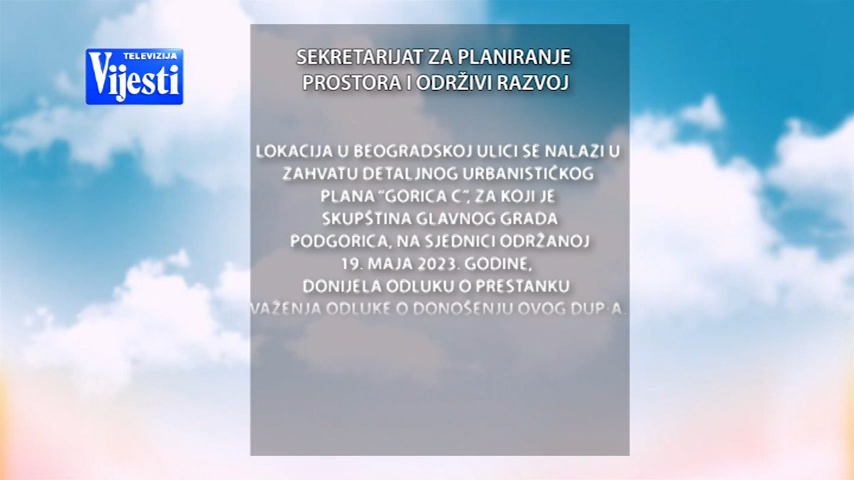 TELEVIZIJA
Vijesti
SEKRETARIJAT ZA PLANIRANJE
PROSTORA I ODRŽIVI RAZVOJ
LOKACIJA U BEOGRADSKOJ ULICI SE NALAZI U
ZAHVATU DETALJNOG URBANISTIČKOG
PLANA "GORICA C", ZA KOJI JE
SKUPŠTINA GLAVNOG GRADA
PODGORICA, NA SJEDNICI ODRŽANOJ
19. MAJA 2023. GODINE,
DONIJELA ODLUKU O PRESTANKU
VAŽENJA ODLUKE O DONOŠENJU OVOG DUP-A.